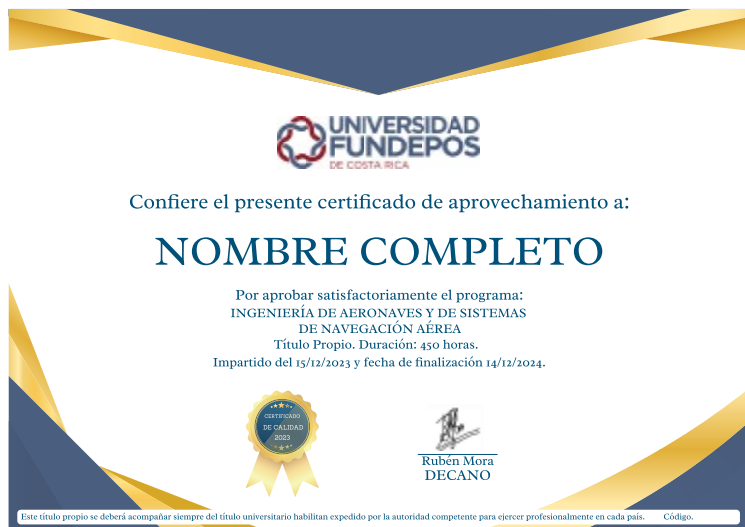 UNIVERSIDAD
FUNDEPOS
DE COSTA RICA
Confiere el presente certificado de aprovechamiento a:
NOMBRE COMPLETO
Por aprobar satisfactoriamente el programa:
INGENIERÍA DE AERONAVES Y DE SISTEMAS
DE NAVEGACIÓN AÉREA
Título Propio. Duración: 450 horas.
Impartido del 15/12/2023 y fecha de finalización 14/12/2024.
CERTIFICADO
DE CALIDAD
2023
Rubén Mora
DECANO
Este título propio se deberá acompañar siempre del título universitario habilitan expedido por la autoridad competente para ejercer profesionalmente en cada país. Código.